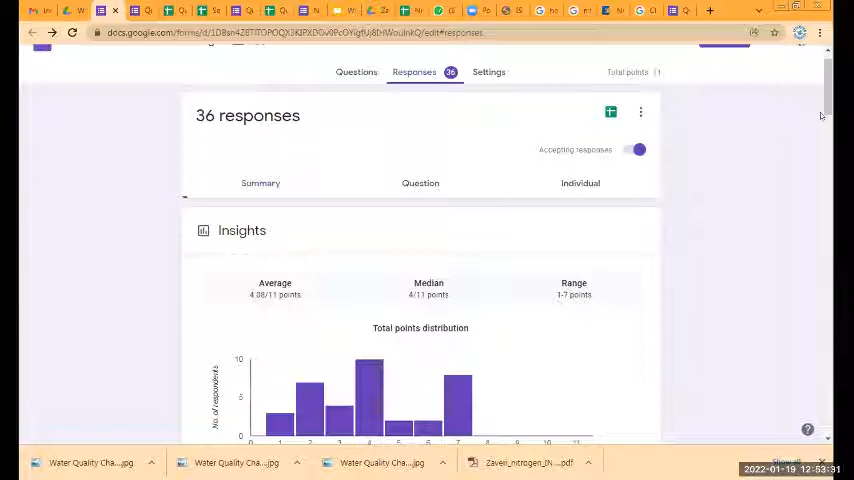 docs.google.com/forms/d/
edit#responses
Questions
Responses 36
Settings
Total points
36 responses
Accepting responses
Summary
Question
Individual
Insights
Average
4.08/11 points
Median
4/11 points
Range
1-7 points
Total points distribution
No. of respondents
10
5
0
0 1 2 3 4 5 6 7 8 9 10 11
Water Quality Cha....jpg
Water Quality Cha....jpg
Water Quality Cha....jpg
Zaveri_nitrogen_IN....pdf
Show all
2022-01-19 12:53:31